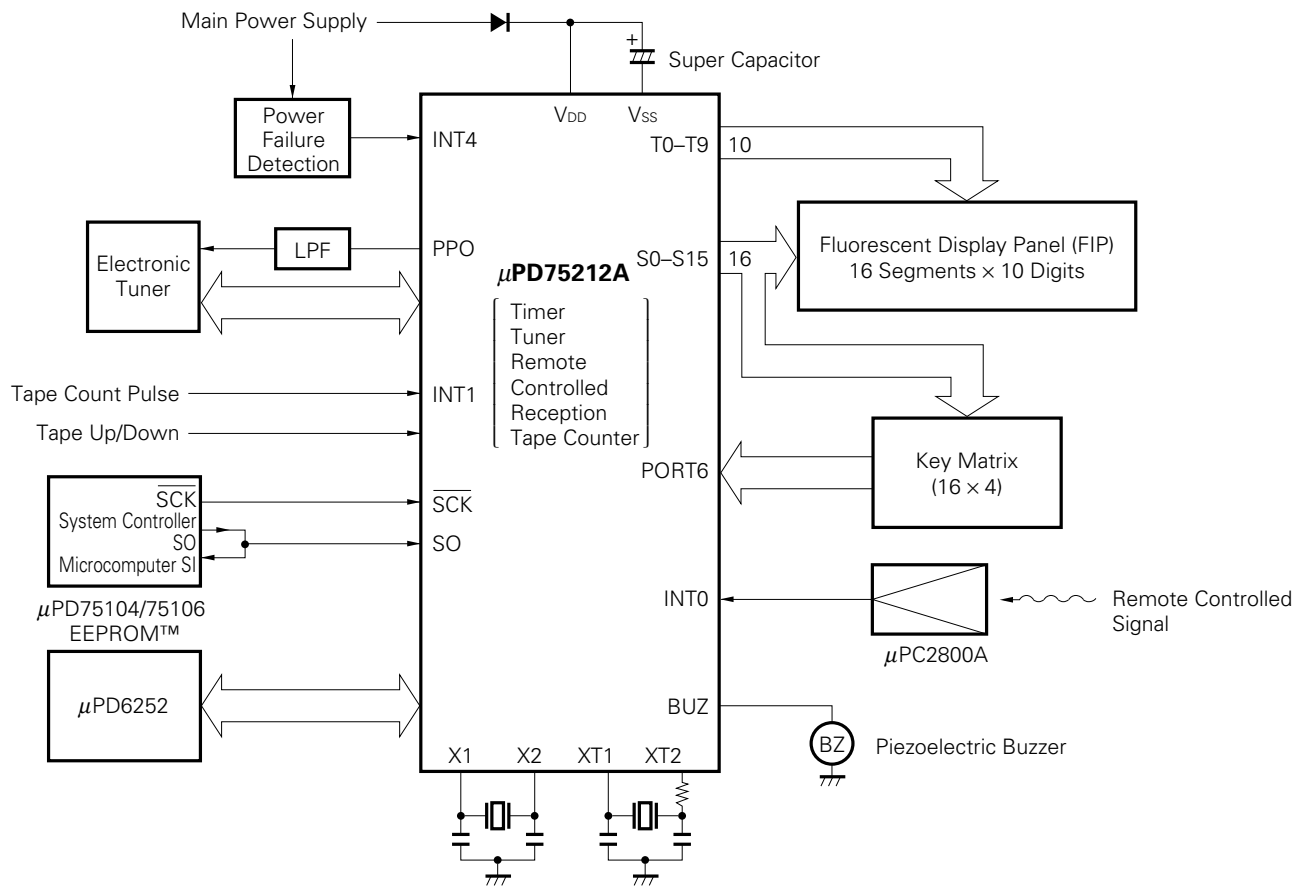 Main Power Supply
+
Super Capacitor
Power
Failure
Detection
INT4
VDD
VSS
T0–T9
10
Electronic
Tuner
LPF
PPO
S0–S15
16
Fluorescent Display Panel (FIP)
16 Segments × 10 Digits
μPD75212A
Timer
Tuner
Remote
Controlled
Reception
Tape Counter
Tape Count Pulse
INT1
Tape Up/Down
PORT6
Key Matrix
(16 × 4)
SCK
System Controller
SO
Microcomputer SI
SCK
SO
μPD75104/75106
EEPROM™
INT0
Remote Controlled
Signal
μPC2800A
μPD6252
BUZ
BZ
Piezoelectric Buzzer
X1
X2
XT1
XT2